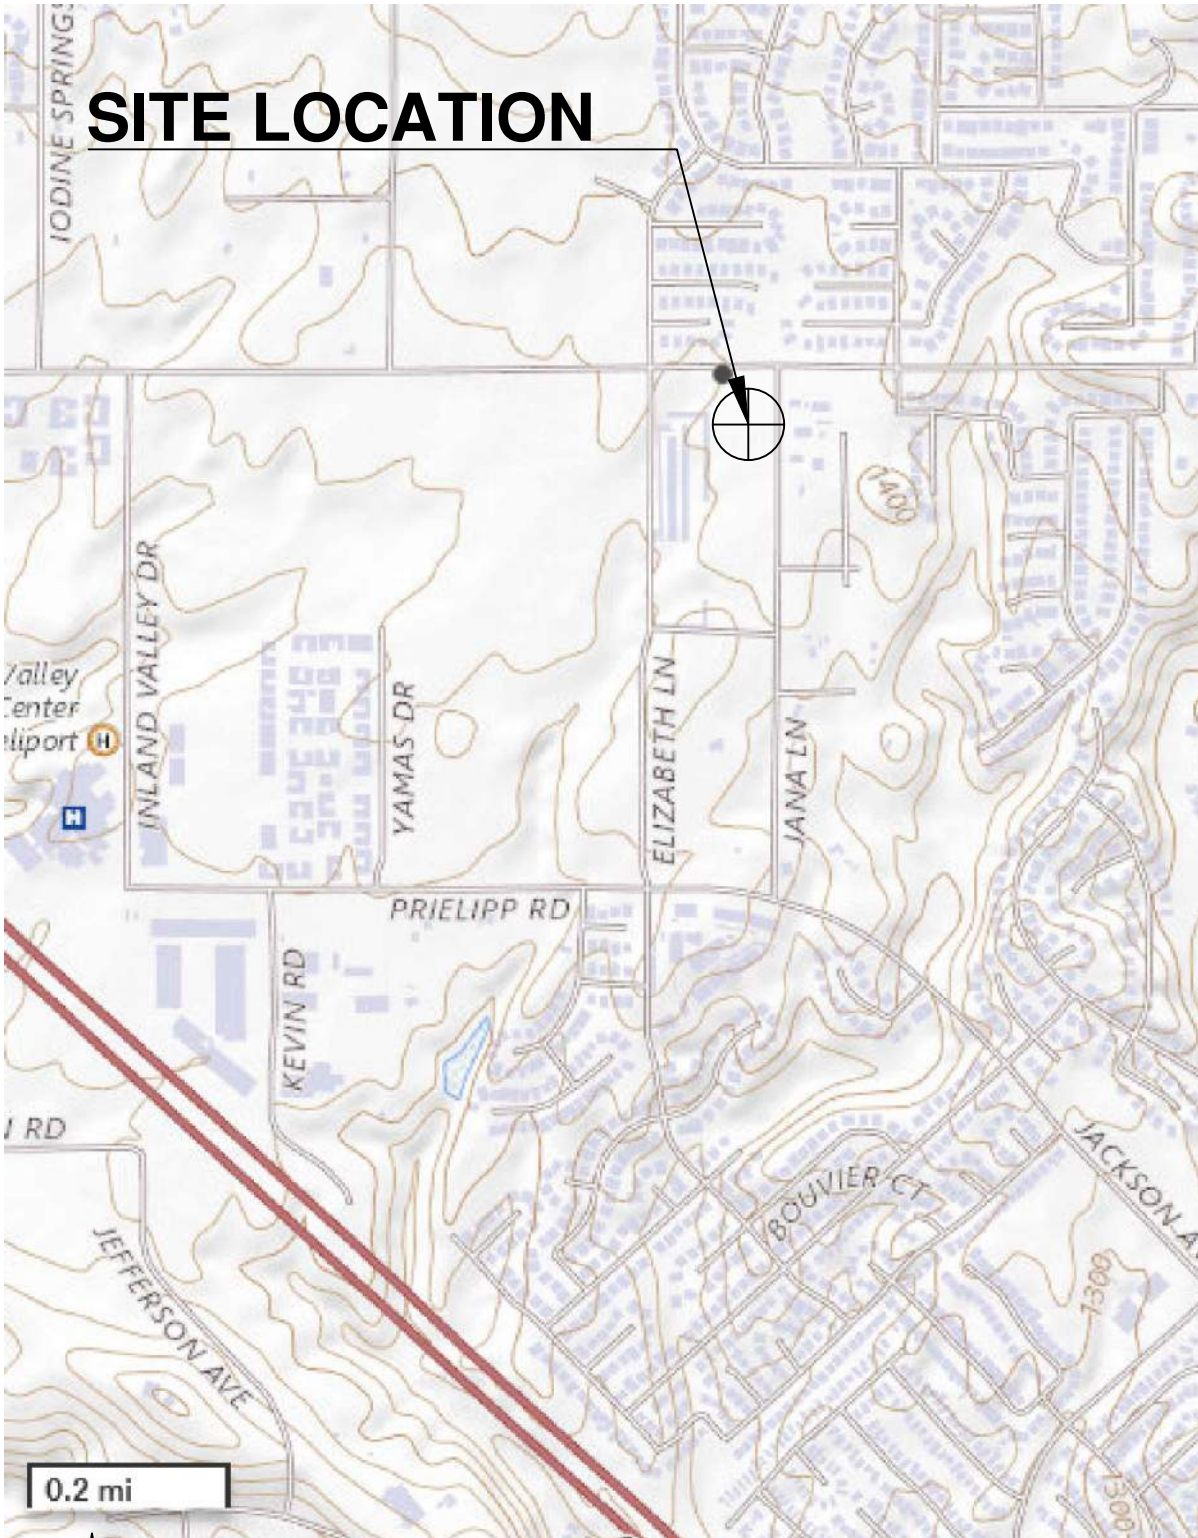 IODINE SPRINGS
SITE LOCATION
1400
INLAND VALLEY DR
Valley
Center
eliport H
H
YAMAS DR
ELIZABETH LN
JANA LN
PRIELIPP RD
KEVIN RD
RD
JACKSON A
BOUVIER CT
JEFFERSON AVE
1300
0.2 mi
1300